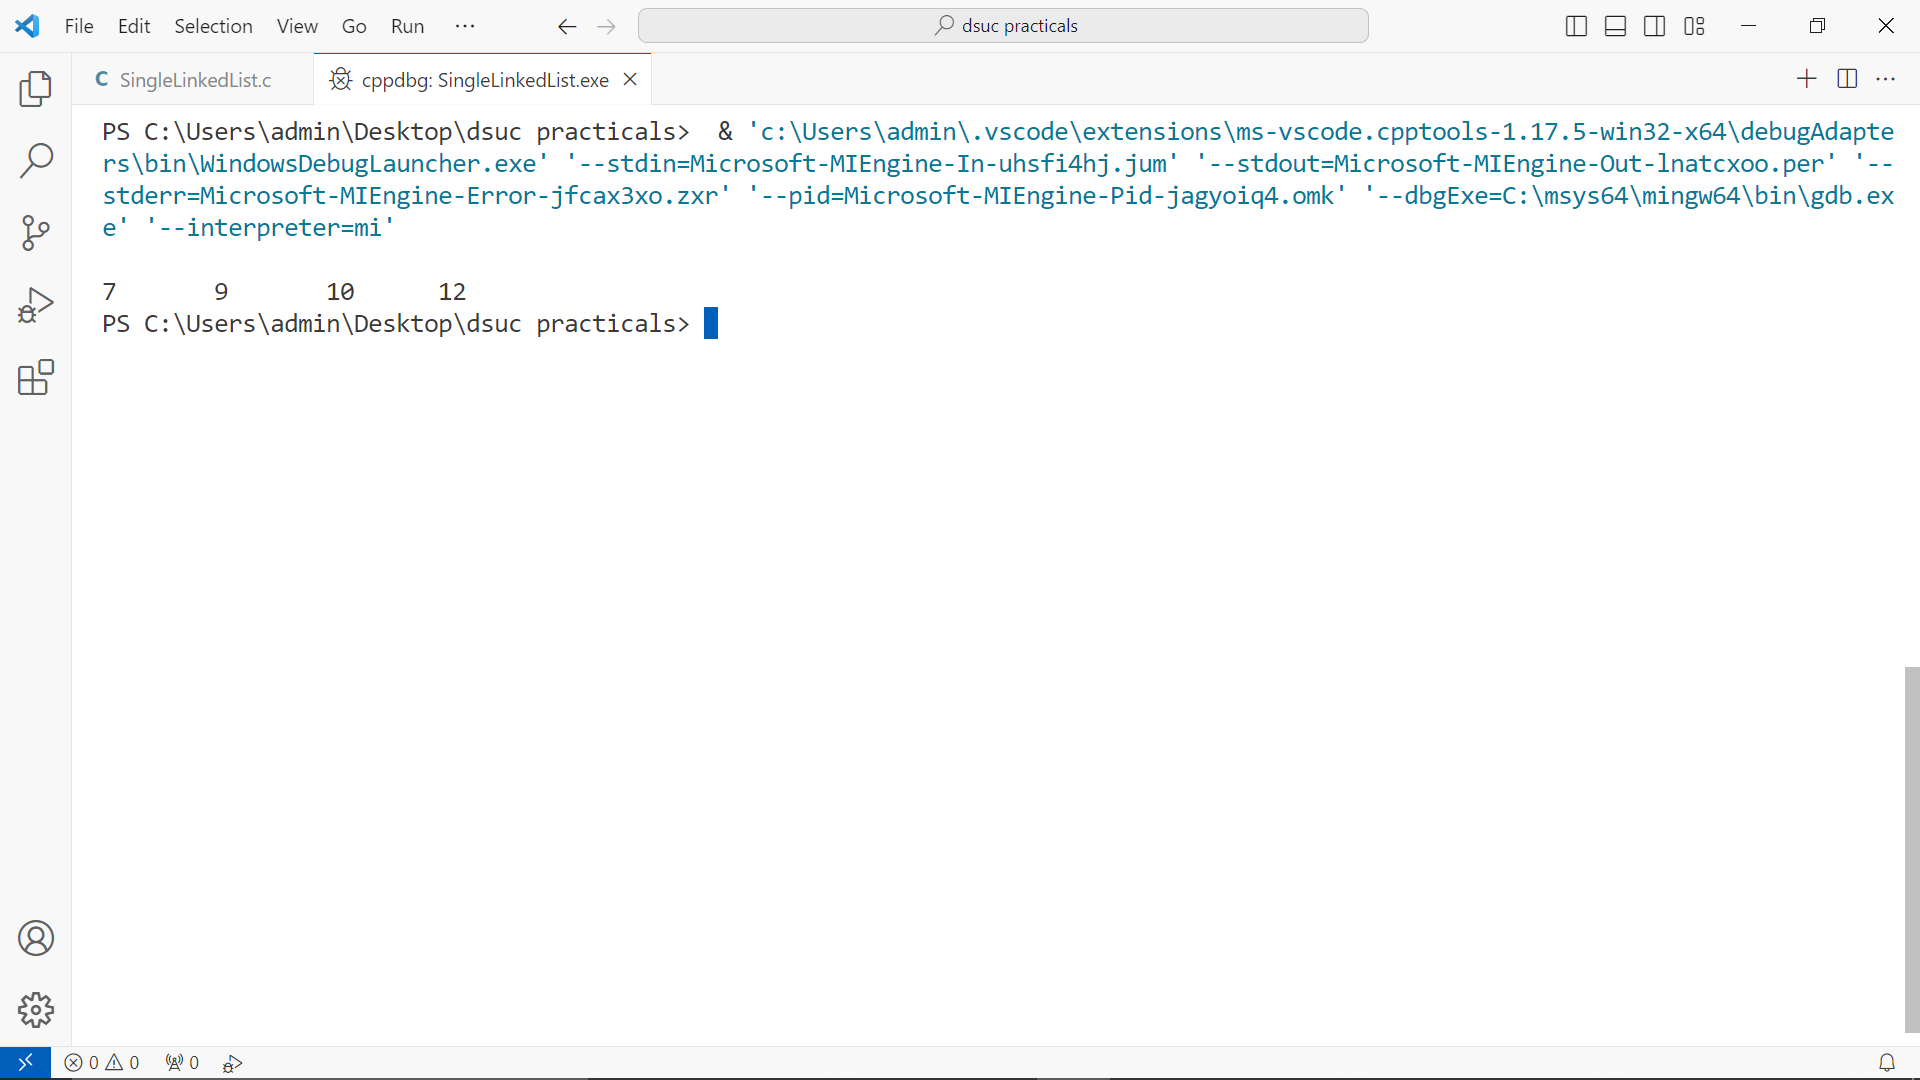 File Edit Selection View Go Run ··· dsuc practicals
C SingleLinkedList.c cppdbg: SingleLinkedList.exe
PS C:\Users\admin\Desktop\dsuc practicals>  & 'c:\Users\admin\.vscode\extensions\ms-vscode.cpptools-1.17.5-win32-x64\debugAdapte
rs\bin\WindowsDebugLauncher.exe' '--stdin=Microsoft-MIEngine-In-uhsfi4hj.jum' '--stdout=Microsoft-MIEngine-Out-lnatcxoo.per' '--
stderr=Microsoft-MIEngine-Error-jfcax3xo.zxr' '--pid=Microsoft-MIEngine-Pid-jagyoiq4.omk' '--dbgExe=C:\msys64\mingw64\bin\gdb.ex
e' '--interpreter=mi'
7       9       10      12
PS C:\Users\admin\Desktop\dsuc practicals>
0 0 0